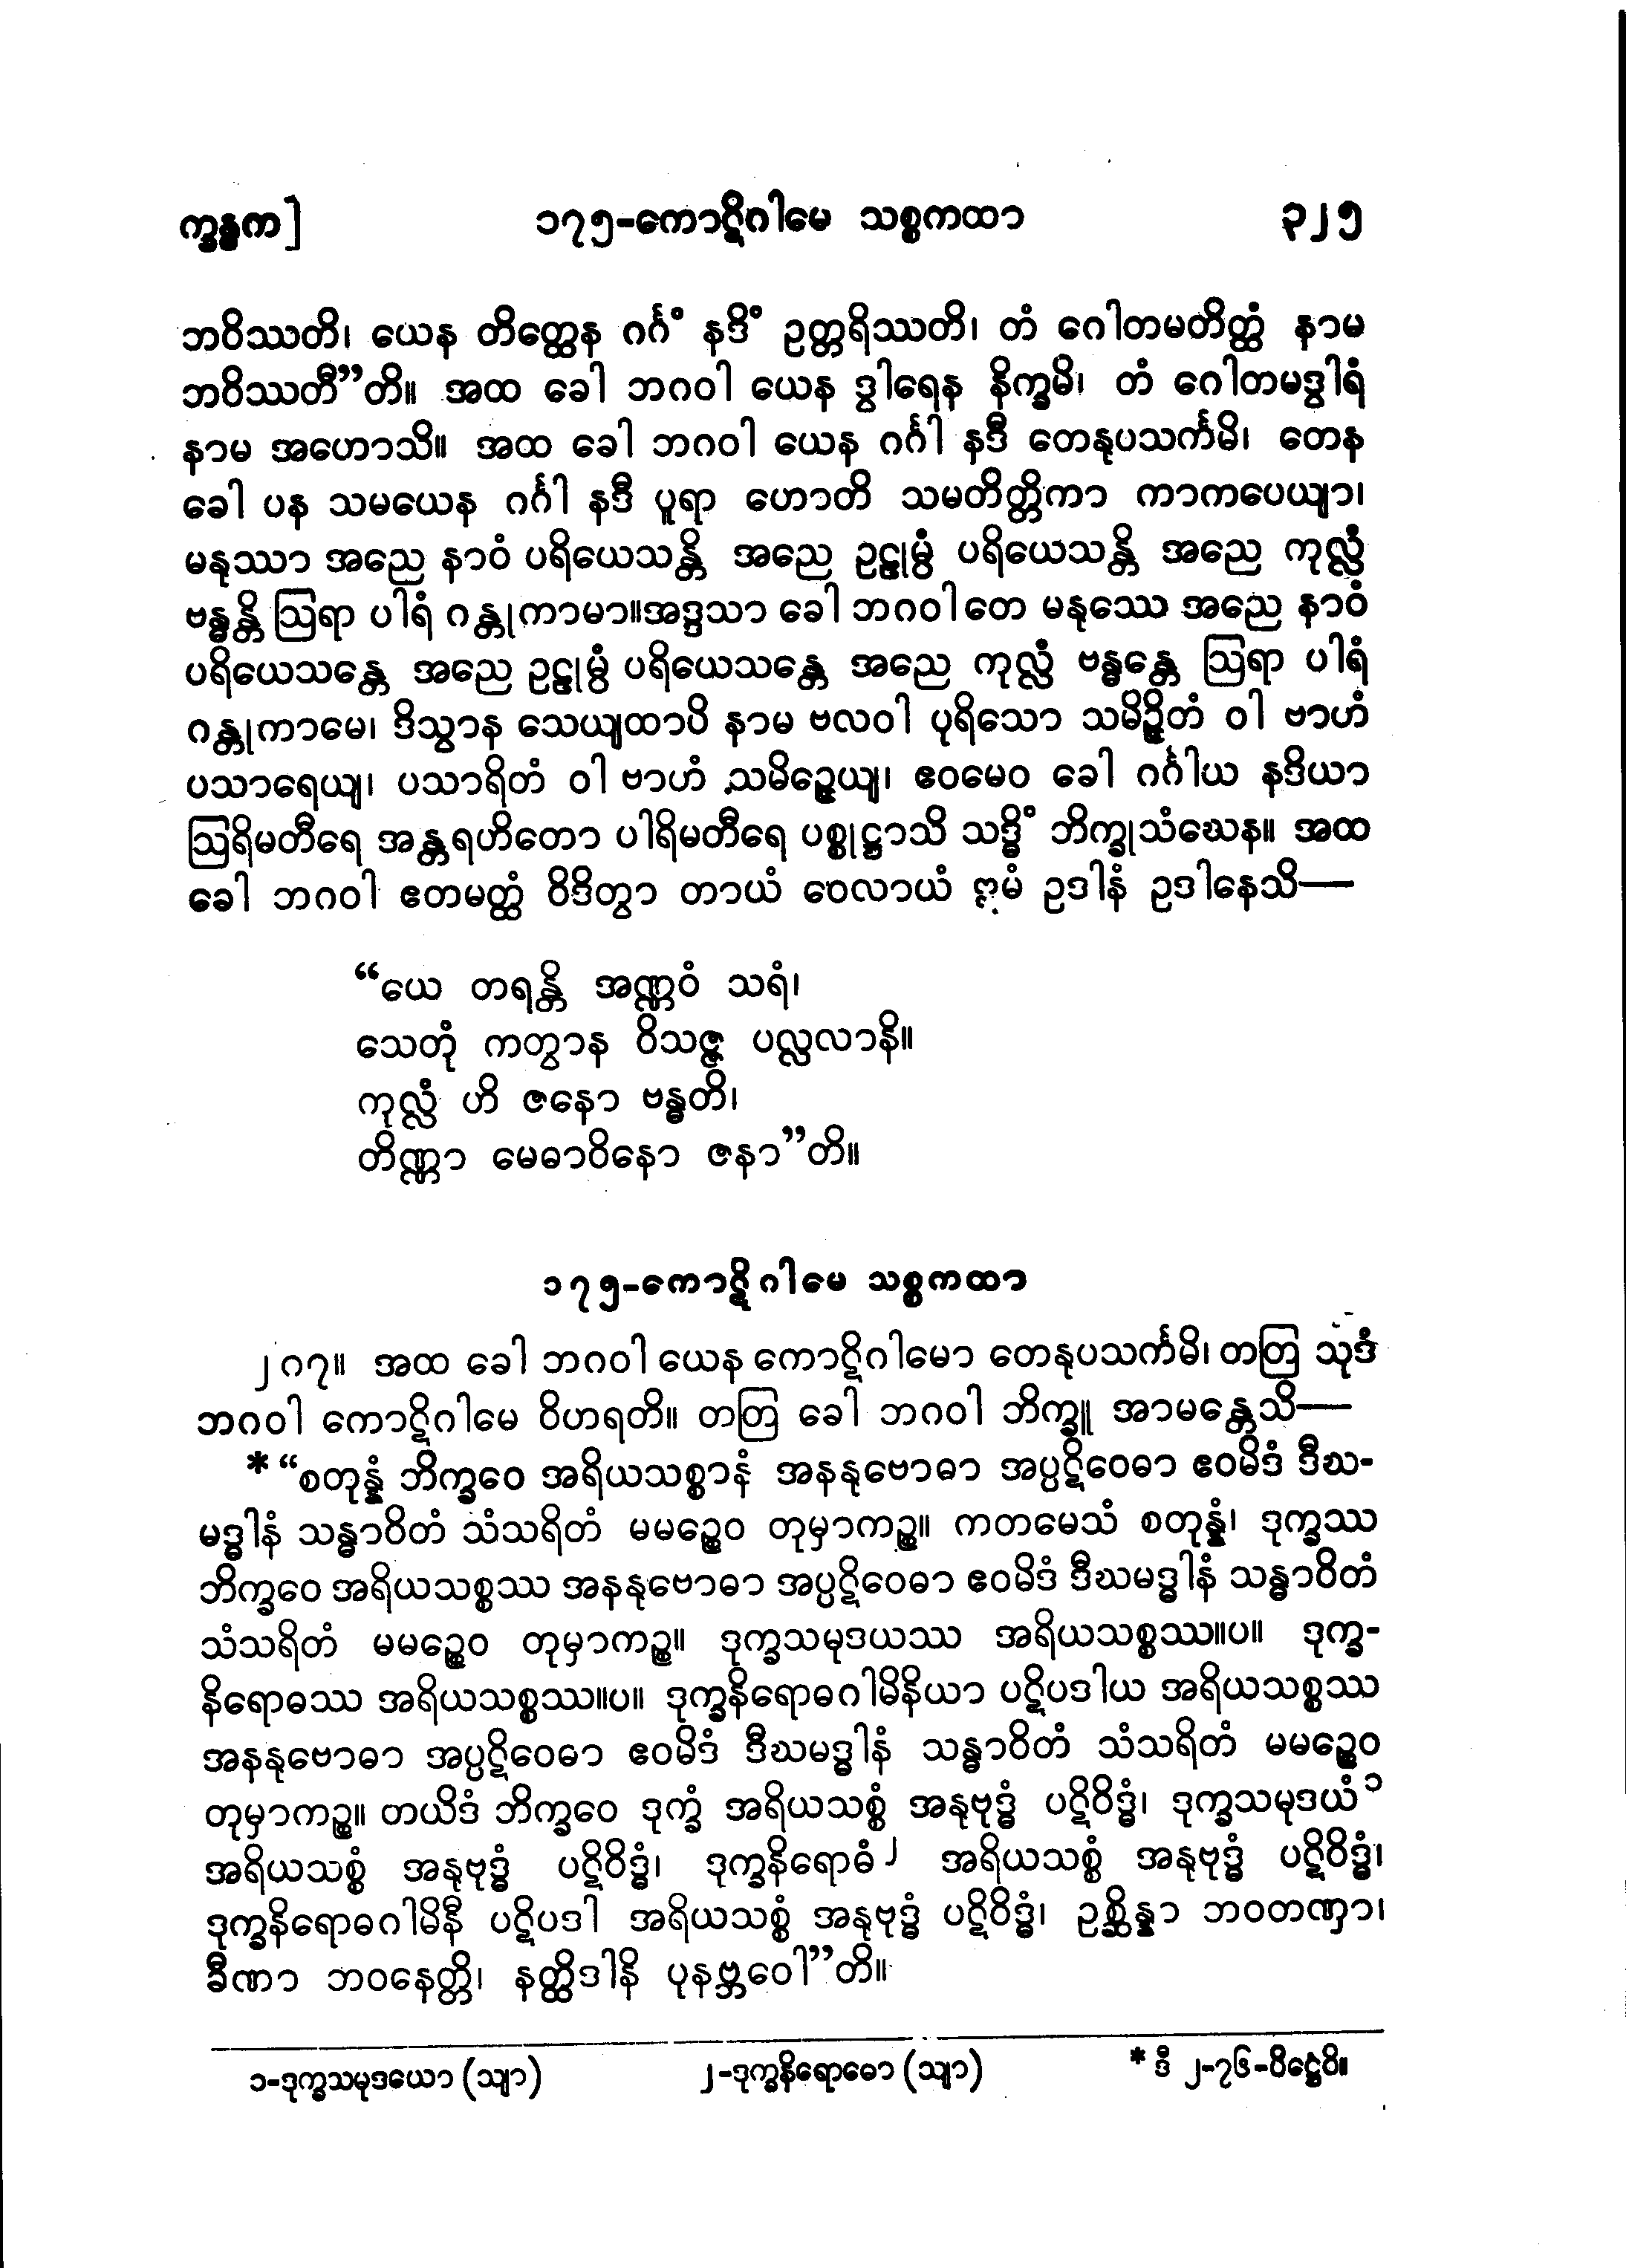 က္ခန္ဓက]	၁၇၅-ကောဋိဂါမေ သစ္စကထာ	၃၂၅
ဘဝိဿတိ၊ ယေန တိတ္ထေန ဂင်္ဂံ နဒိံ ဥတ္တရိဿတိ၊ တံ ဂေါတမတိတ္ထံ နာမ
ဘဝိဿတီ”တိ။ အထ ခေါ ဘဂဝါ ယေန ဒွါရေန နိက္ခမိ၊ တံ ဂေါတမဒွါရံ
နာမ အဟောသိ။ အထ ခေါ ဘဂဝါ ယေန ဂင်္ဂါ နဒီ တေနုပသင်္ကမိ၊ တေန
ခေါ ပန သမယေန ဂင်္ဂါ နဒီ ပူရာ ဟောတိ သမတိတ္တိကာ ကာကပေယျာ၊
မနုဿာ အညေ နာဝံ ပရိယေသန္တိ အညေ ဥဠုမ္ပံ ပရိယေသန္တိ အညေ ကုလ္လံ
ဗန္ဓန္တိ ဩရာ ပါရံ ဂန္တုကာမာ။အဒ္ဒသာ ခေါ ဘဂဝါ တေ မနုဿေ အညေ နာဝံ
ပရိယေသန္တေ အညေ ဥဠုမ္ပံ ပရိယေသန္တေ အညေ ကုလ္လံ ဗန္ဓန္တေ ဩရာ ပါရံ
ဂန္တုကာမေ၊ ဒိသွာန သေယျထာပိ နာမ ဗလဝါ ပုရိသော သမိဉ္ဇိတံ ဝါ ဗာဟံ
ပသာရေယျ၊ ပသာရိတံ ဝါ ဗာဟံ သမိဉ္ဇေယျ၊ ဧဝမေဝ ခေါ ဂင်္ဂါယ နဒိယာ
ဩရိမတီရေ အန္တရဟိတော ပါရိမတီရေ ပစ္စုဋ္ဌာသိ သဒ္ဓိံ ဘိက္ခုသံဃေန။ အထ
ခေါ ဘဂဝါ ဧတမတ္ထံ ဝိဒိတွာ တာယံ ဝေလာယံ ဣမံ ဥဒါနံ ဥဒါနေသိ—
“ယေ တရန္တိ အဏ္ဏဝံ သရံ၊
သေတုံ ကတွာန ဝိသဇ္ဇ ပလ္လလာနိ။
ကုလ္လံ ဟိ ဇနော ဗန္ဓတိ၊
တိဏ္ဏာ မေဓာဝိနော ဇနာ”တိ။
၁၇၅-ကောဋိဂါမေ သစ္စကထာ
၂၈၇။ အထ ခေါ ဘဂဝါ ယေန ကောဋိဂါမော တေနုပသင်္ကမိ၊ တတြ သုဒံ
ဘဂဝါ ကောဋိဂါမေ ဝိဟရတိ။ တတြ ခေါ ဘဂဝါ ဘိက္ခူ အာမန္တေသိ—
*“စတုန္နံ ဘိက္ခဝေ အရိယသစ္စာနံ အနနုဗောဓာ အပ္ပဋိဝေဓာ ဧဝမိဒံ ဒီဃ-
မဒ္ဓါနံ သန္ဓာဝိတံ သံသရိတံ မမဉ္စေဝ တုမှာကဉ္စ။ ကတမေသံ စတုန္နံ၊ ဒုက္ခဿ
ဘိက္ခဝေ အရိယသစ္စဿ အနနုဗောဓာ အပ္ပဋိဝေဓာ ဧဝမိဒံ ဒီဃမဒ္ဓါနံ သန္ဓာဝိတံ
သံသရိတံ မမဉ္စေဝ တုမှာကဉ္စ။ ဒုက္ခသမုဒယဿ အရိယသစ္စဿ။ပ။ ဒုက္ခ-
နိရောဓဿ အရိယသစ္စဿ။ပ။ ဒုက္ခနိရောဓဂါမိနိယာ ပဋိပဒါယ အရိယသစ္စဿ
အနနုဗောဓာ အပ္ပဋိဝေဓာ ဧဝမိဒံ ဒီဃမဒ္ဓါနံ သန္ဓာဝိတံ သံသရိတံ မမဉ္စေဝ
တုမှာကဉ္စ။ တယိဒံ ဘိက္ခဝေ ဒုက္ခံ အရိယသစ္စံ အနုဗုဒ္ဓံ ပဋိဝိဒ္ဓံ၊ ဒုက္ခသမုဒယံ ၁
အရိယသစ္စံ အနုဗုဒ္ဓံ ပဋိဝိဒ္ဓံ၊ ဒုက္ခနိရောဓံ ၂ အရိယသစ္စံ အနုဗုဒ္ဓံ ပဋိဝိဒ္ဓံ၊
ဒုက္ခနိရောဓဂါမိနီ ပဋိပဒါ အရိယသစ္စံ အနုဗုဒ္ဓံ ပဋိဝိဒ္ဓံ၊ ဥစ္ဆိန္နာ ဘဝတဏှာ၊
ခီဏာ ဘဝနေတ္တိ၊ နတ္ထိဒါနိ ပုနဗ္ဘဝေါ”တိ။
၁-ဒုက္ခသမုဒယော (သျာ)	၂-ဒုက္ခနိရောဓော (သျာ)	* ဒီ ၂-၇၆-ပိဋ္ဌေပိ။